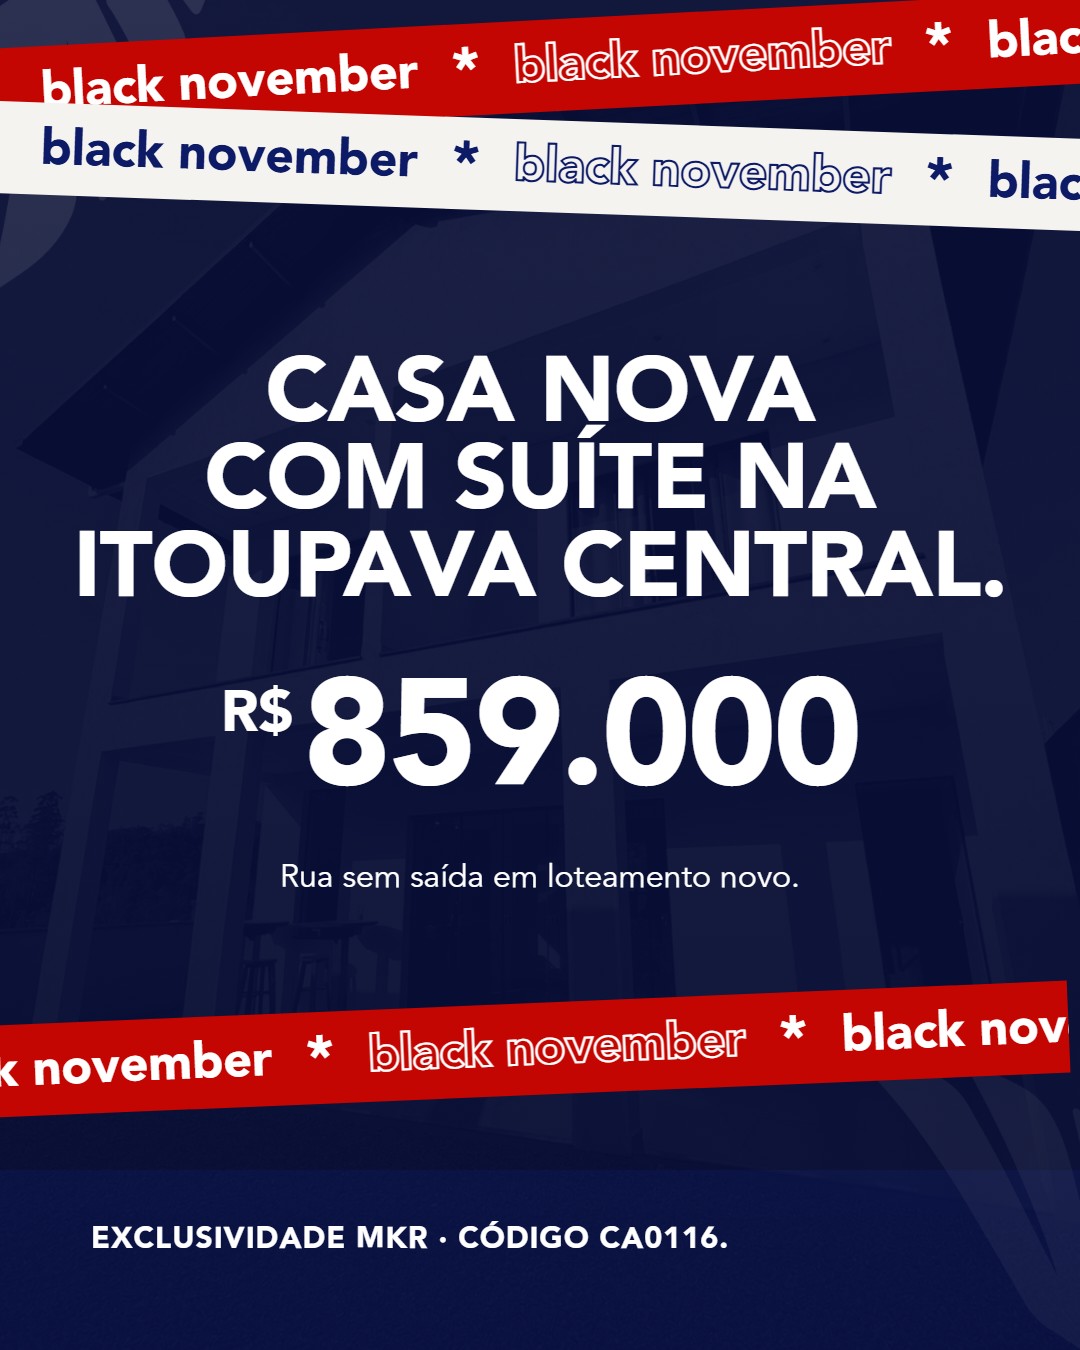 black november * black november * blac
black november * black november * blac
CASA NOVA
COM SUÍTE NA
ITOUPAVA CENTRAL.
R$ 859.000
Rua sem saída em loteamento novo.
k november * black november * black nov
EXCLUSIVIDADE MKR · CÓDIGO CA0116.